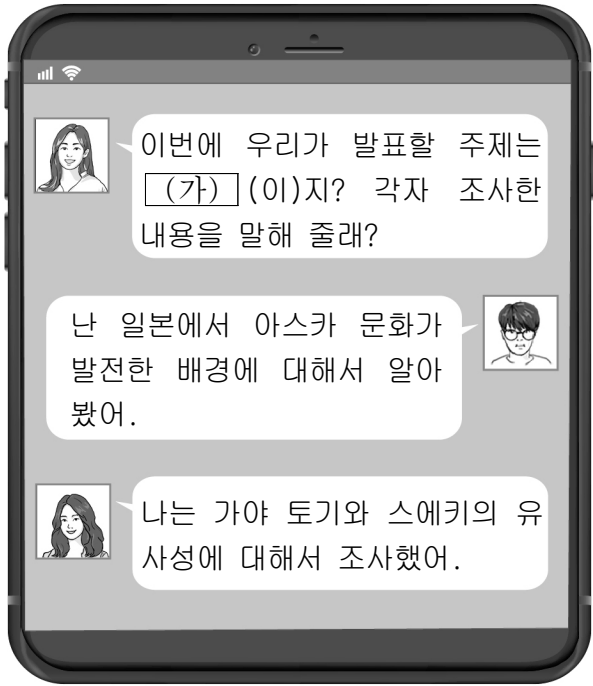 이번에 우리가 발표할 주제는
(가) (이)지? 각자 조사한
내용을 말해 줄래?
난 일본에서 아스카 문화가
발전한 배경에 대해서 알아
봤어.
나는 가야 토기와 스에키의 유
사성에 대해서 조사했어.